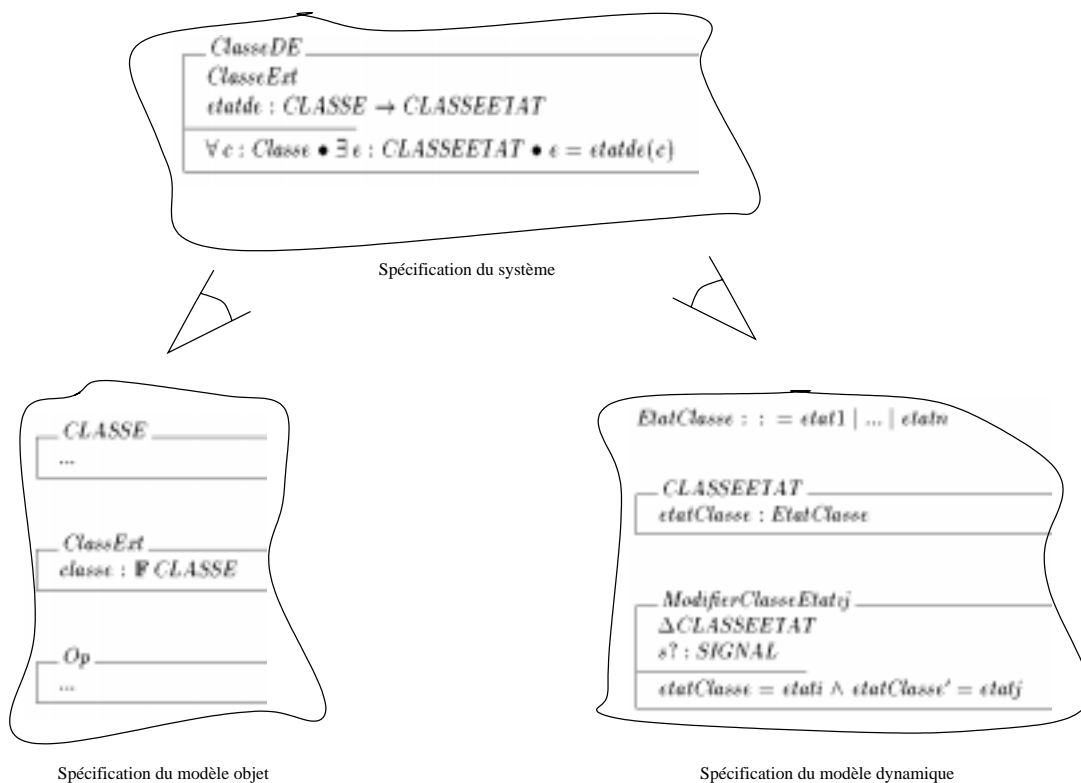 ClasseDE
ClasseExt
etatde : CLASSE → CLASSEETAT
∀ c : Classe • ∃ e : CLASSEETAT • e = etatde(c)
Spécification du système
CLASSE
...
ClassExt
classe : 𝔽 CLASSE
Op
...
Spécification du modèle objet
EtatClasse : : = etat1 | ... | etatn
CLASSEETAT
etatClasse : EtatClasse
ModifierClasseEtatij
ΔCLASSEETAT
s? : SIGNAL
etatClasse = etati ∧ etatClasse' = etatj
Spécification du modèle dynamique